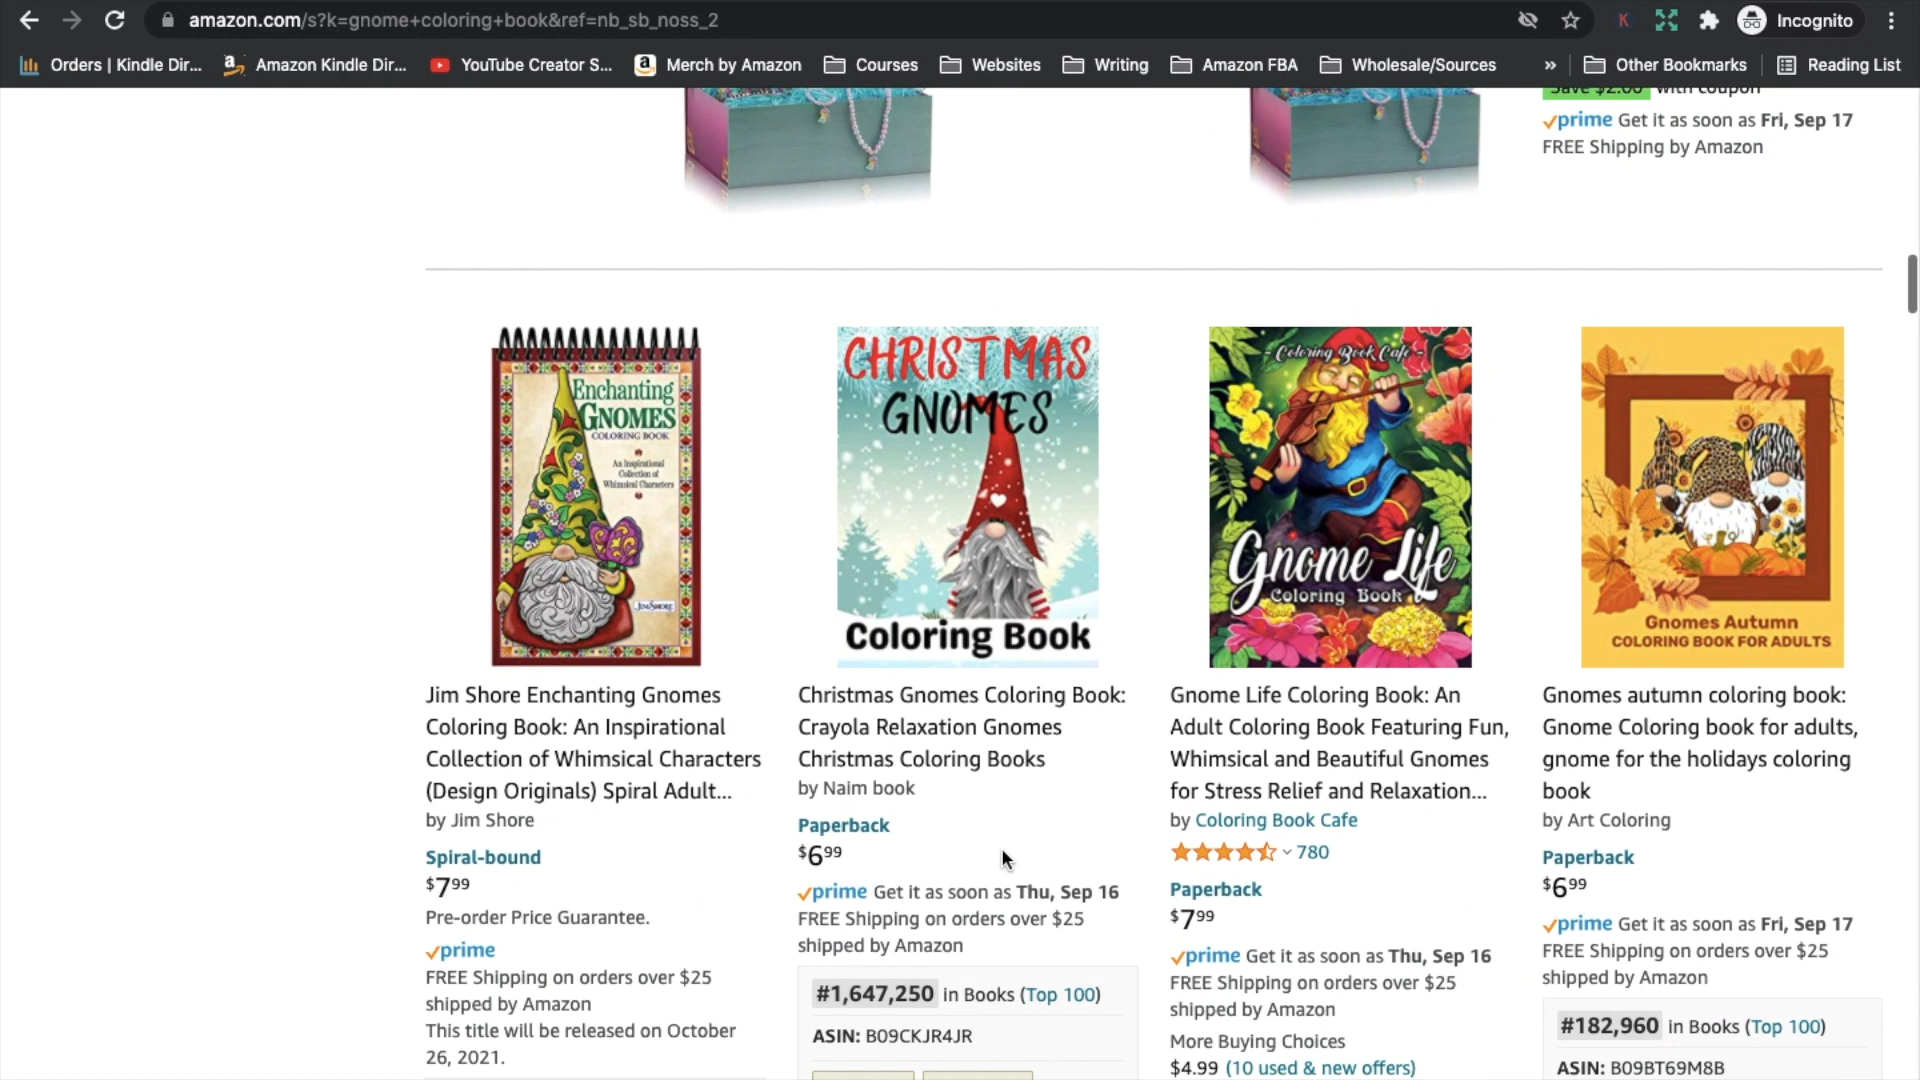 amazon.com/s?k=gnome+coloring+book&ref=nb_sb_noss_2
K
Incognito
Orders | Kindle Dir...
Amazon Kindle Dir...
YouTube Creator S...
Merch by Amazon
Courses
Websites
Writing
Amazon FBA
Wholesale/Sources
»
Other Bookmarks
Reading List
Save $2.00 with coupon
prime Get it as soon as Fri, Sep 17
FREE Shipping by Amazon
Enchanting
GNOMES
COLORING BOOK
An Inspirational
Collection of
Whimsical Characters
JIM SHORE
CHRISTMAS
GNOMES
Coloring Book
- Coloring Book Cafe -
Gnome Life
Coloring Book
Gnomes Autumn
COLORING BOOK FOR ADULTS
Jim Shore Enchanting Gnomes
Coloring Book: An Inspirational
Collection of Whimsical Characters
(Design Originals) Spiral Adult...
by Jim Shore
Spiral-bound
$7.99
Pre-order Price Guarantee.
prime
FREE Shipping on orders over $25
shipped by Amazon
This title will be released on October
26, 2021.
Christmas Gnomes Coloring Book:
Crayola Relaxation Gnomes
Christmas Coloring Books
by Naim book
Paperback
$6.99
prime Get it as soon as Thu, Sep 16
FREE Shipping on orders over $25
shipped by Amazon
#1,647,250 in Books (Top 100)
ASIN: B09CKJR4JR
Gnome Life Coloring Book: An
Adult Coloring Book Featuring Fun,
Whimsical and Beautiful Gnomes
for Stress Relief and Relaxation...
by Coloring Book Cafe
780
Paperback
$7.99
prime Get it as soon as Thu, Sep 16
FREE Shipping on orders over $25
shipped by Amazon
More Buying Choices
$4.99 (10 used & new offers)
Gnomes autumn coloring book:
Gnome Coloring book for adults,
gnome for the holidays coloring
book
by Art Coloring
Paperback
$6.99
prime Get it as soon as Fri, Sep 17
FREE Shipping on orders over $25
shipped by Amazon
#182,960 in Books (Top 100)
ASIN: B09BT69M8B